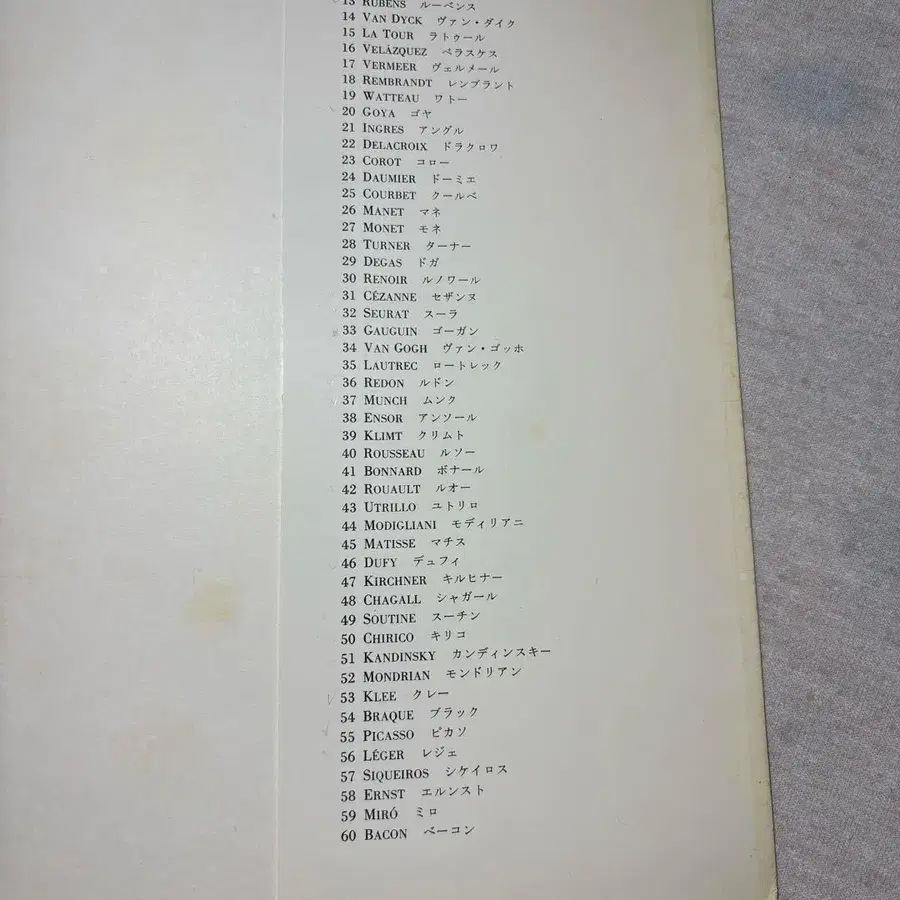 13 RUBENS ルーベンス
14 VAN DYCK ヴァン・ダイク
15 LA TOUR ラトゥール
16 VELÁZQUEZ ベラスケス
17 VERMEER ヴェルメール
18 REMBRANDT レンブラント
19 WATTEAU ワトー
20 GOYA ゴヤ
21 INGRES アングル
22 DELACROIX ドラクロワ
23 COROT コロー
24 DAUMIER ドーミエ
25 COURBET クールベ
26 MANET マネ
27 MONET モネ
28 TURNER ターナー
29 DEGAS ドガ
30 RENOIR ルノワール
31 CÉZANNE セザンヌ
32 SEURAT スーラ
33 GAUGUIN ゴーガン
34 VAN GOGH ヴァン・ゴッホ
35 LAUTREC ロートレック
36 REDON ルドン
37 MUNCH ムンク
38 ENSOR アンソール
39 KLIMT クリムト
40 ROUSSEAU ルソー
41 BONNARD ボナール
42 ROUAULT ルオー
43 UTRILLO ユトリロ
44 MODIGLIANI モディリアニ
45 MATISSE マチス
46 DUFY デュフィ
47 KIRCHNER キルヒナー
48 CHAGALL シャガール
49 SOUTINE スーチン
50 CHIRICO キリコ
51 KANDINSKY カンディンスキー
52 MONDRIAN モンドリアン
53 KLEE クレー
54 BRAQUE ブラック
55 PICASSO ピカソ
56 LÉGER レジェ
57 SIQUEIROS シケイロス
58 ERNST エルンスト
59 MIRÓ ミロ
60 BACON ベーコン